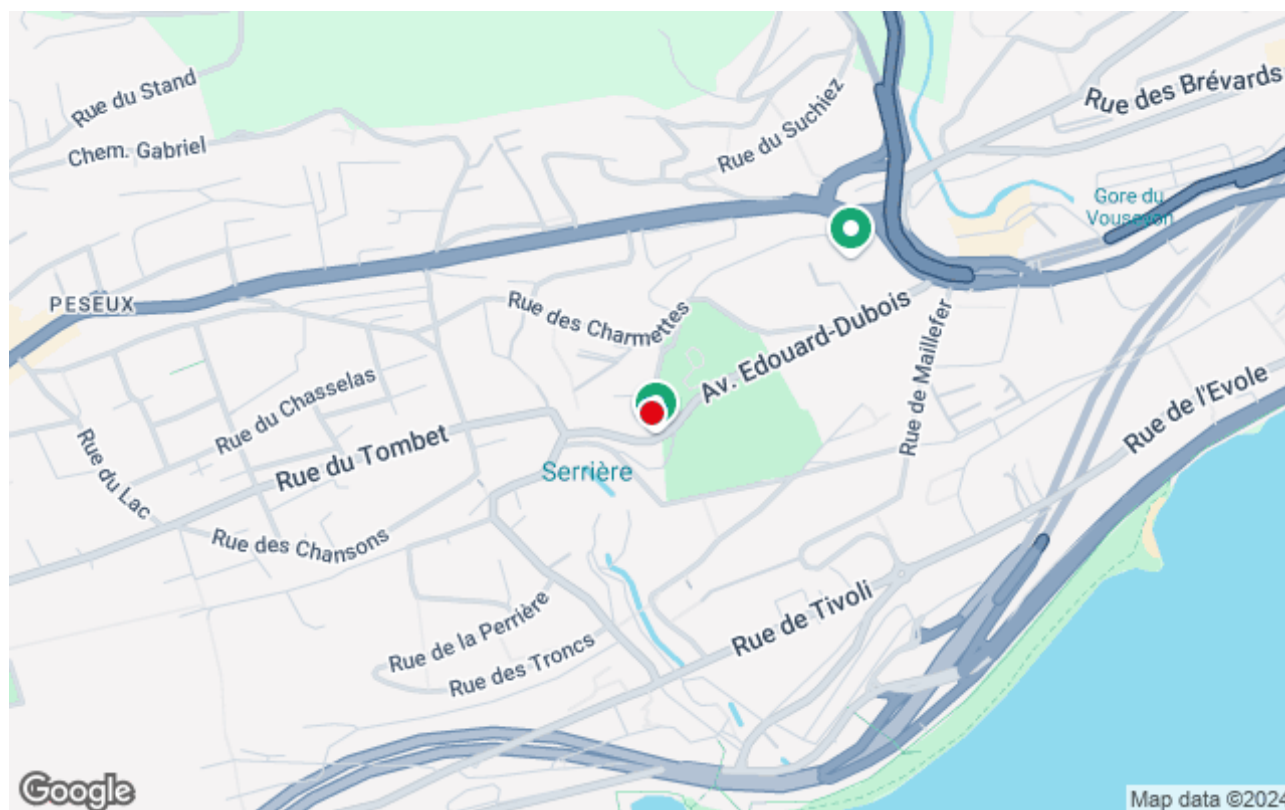 Rue du Stand
Chem. Gabriel
Rue du Suchiez
Rue des Brévards
Gore du
Vouseyon
PESEUX
Rue des Charmettes
Av. Edouard-Dubois
Rue de Maillefer
Rue de l'Evole
Rue du Chasselas
Rue du Tombet
Serrière
Rue du Lac
Rue des Chansons
Rue de la Perrière
Rue des Troncs
Rue de Tivoli
Google
Map data ©2024